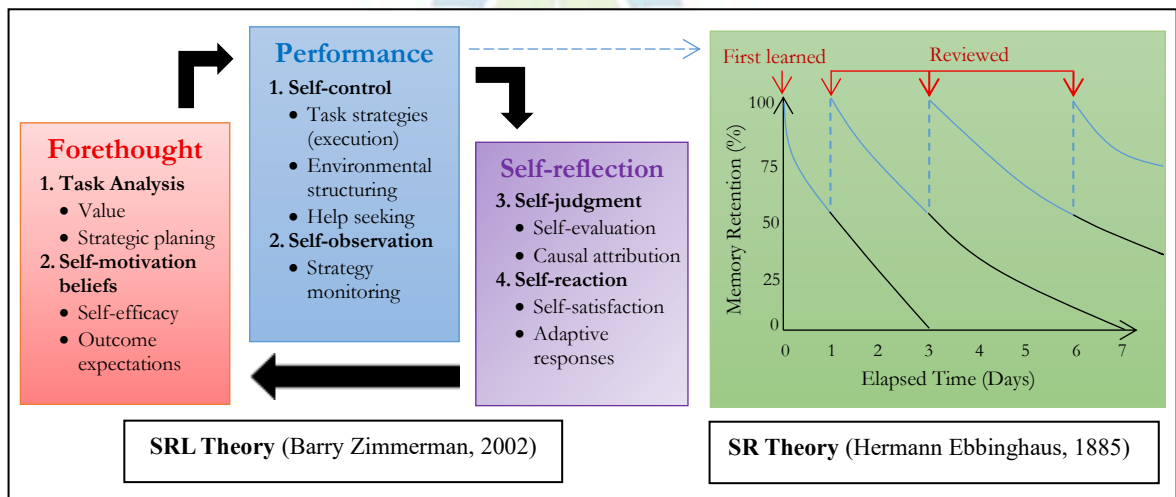 Forethought
1. Task Analysis
• Value
• Strategic planing
2. Self-motivation
beliefs
• Self-efficacy
• Outcome
expectations
Performance
1. Self-control
• Task strategies
(execution)
• Environmental
structuring
• Help seeking
2. Self-observation
• Strategy
monitoring
Self-reflection
3. Self-judgment
• Self-evaluation
• Causal attribution
4. Self-reaction
• Self-satisfaction
• Adaptive
responses
First learned
Reviewed
Memory Retention (%)
100
75
50
25
0
0 1 2 3 4 5 6 7
Elapsed Time (Days)
SRL Theory (Barry Zimmerman, 2002)
SR Theory (Hermann Ebbinghaus, 1885)